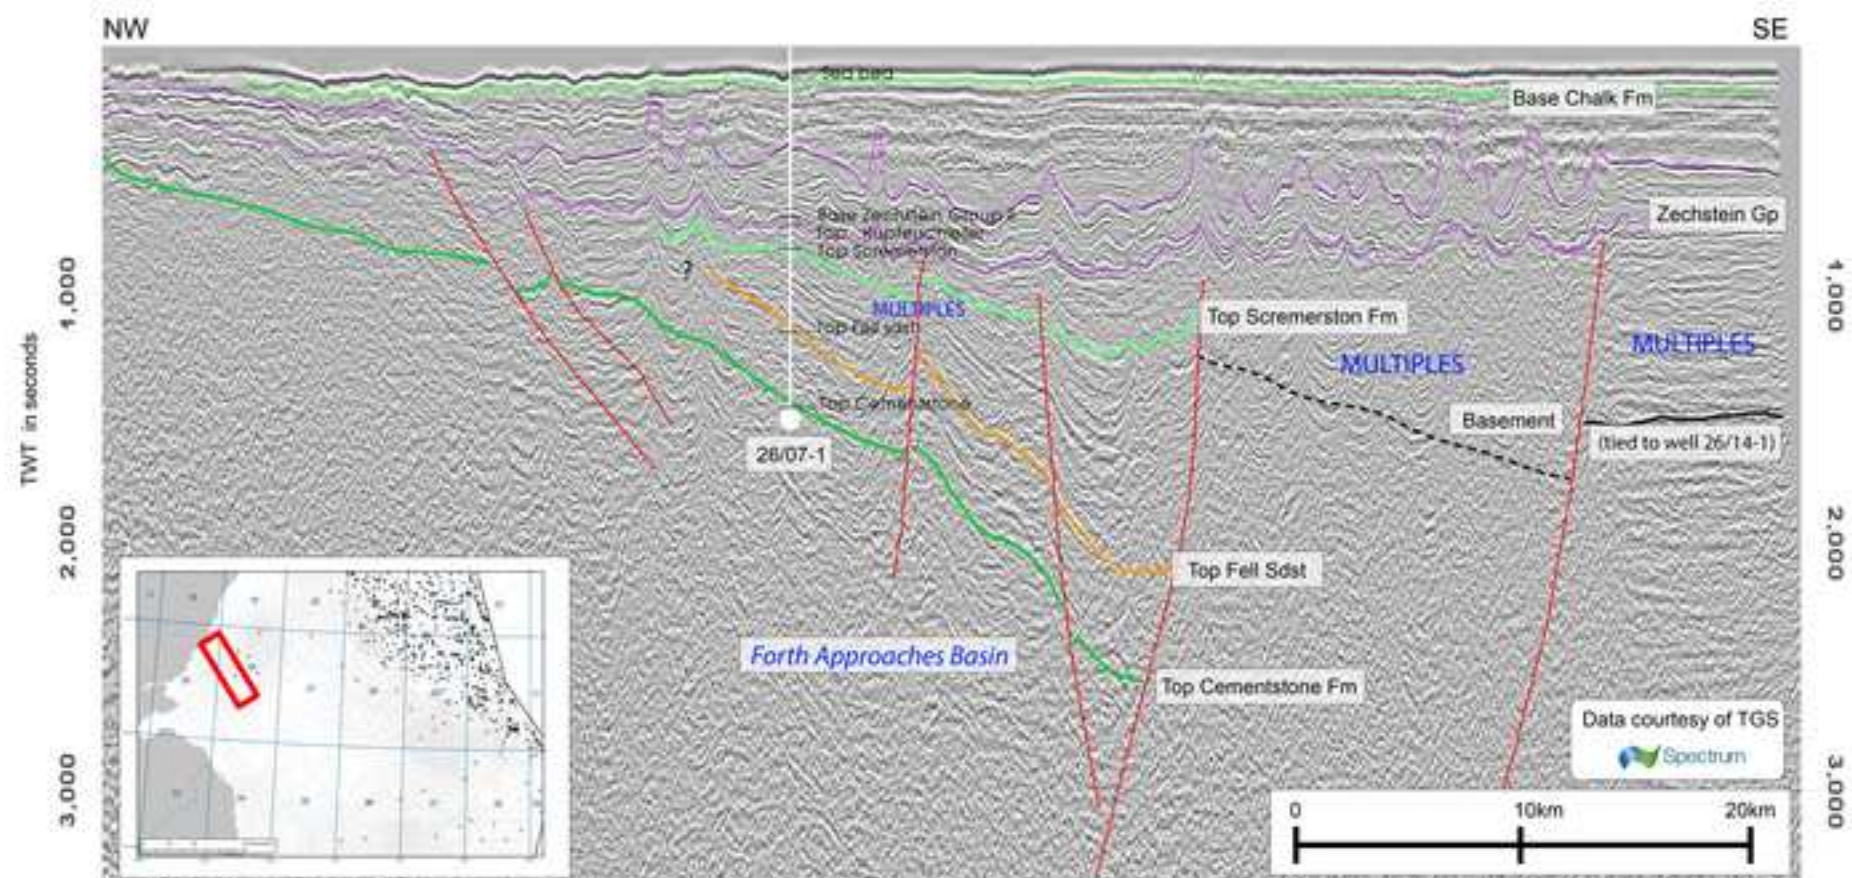 NW
SE
Sea bed
Base Chalk Fm
Base Zechstein Group
Zechstein Gp
Top Kupferschiefer
Top Scremerston
?
1,000
1,000
MULTIPLES
Top Scremerston Fm
Top Fell sdst
MULTIPLES
MULTIPLES
TWT in seconds
Top Cementstone
Basement
(tied to well 26/14-1)
26/07-1
2,000
2,000
Top Fell Sdst
Forth Approaches Basin
Top Cementstone Fm
Data courtesy of TGS
Spectrum
3,000
3,000
0 10km 20km